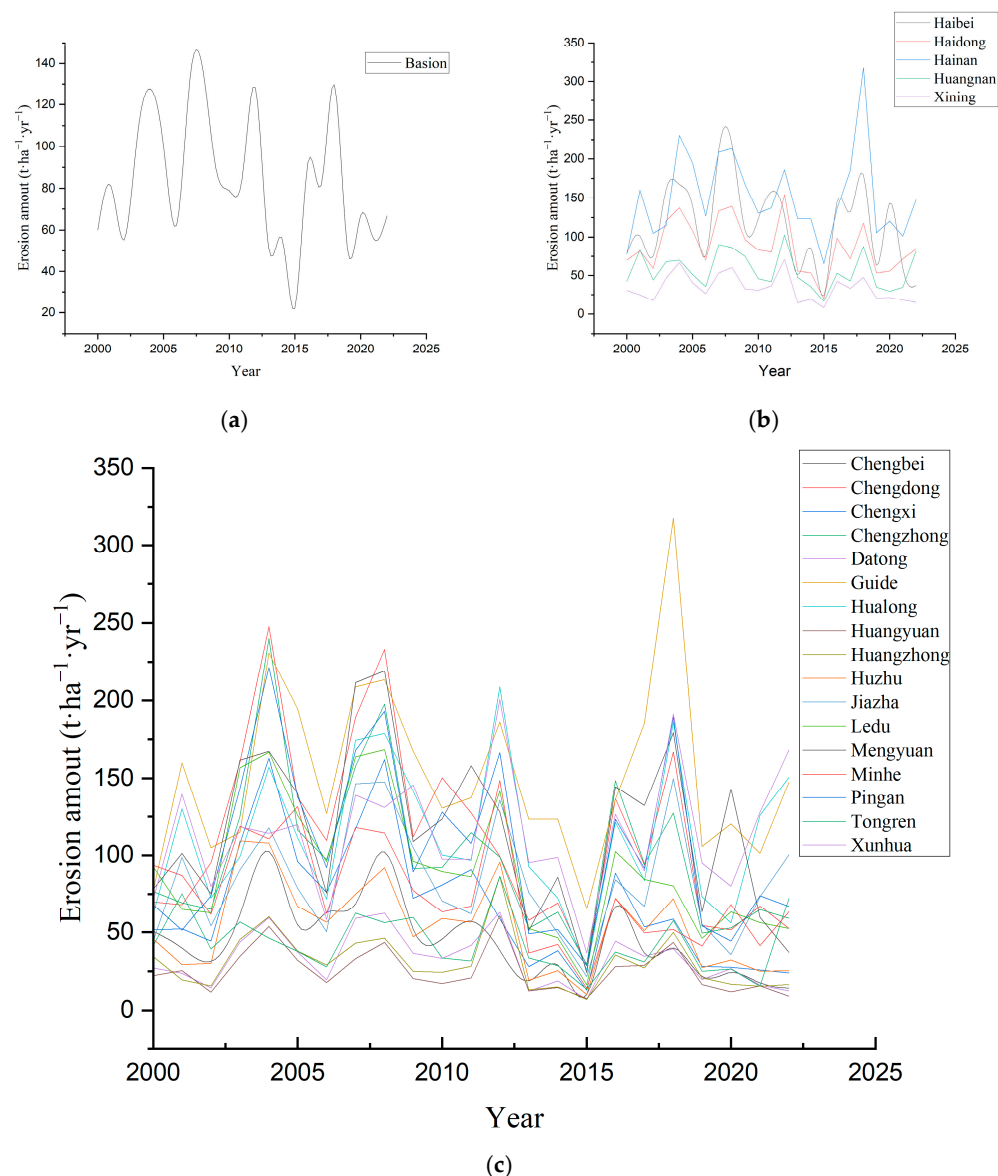 Basion
140
120
100
80
60
40
20
Erosion amout (t·ha⁻¹·yr⁻¹)
2000
2005
2010
2015
2020
2025
Year
(a)
Haibei
Haidong
Hainan
Huangnan
Xining
350
300
250
200
150
100
50
0
Erosion amout (t·ha⁻¹·yr⁻¹)
2000
2005
2010
2015
2020
2025
Year
(b)
350
300
250
200
150
100
50
0
Erosion amout (t·ha⁻¹·yr⁻¹)
Chengbei
Chengdong
Chengxi
Chengzhong
Datong
Guide
Hualong
Huangyuan
Huangzhong
Huzhu
Jiazha
Ledu
Mengyuan
Minhe
Pingan
Tongren
Xunhua
2000
2005
2010
2015
2020
2025
Year
(c)